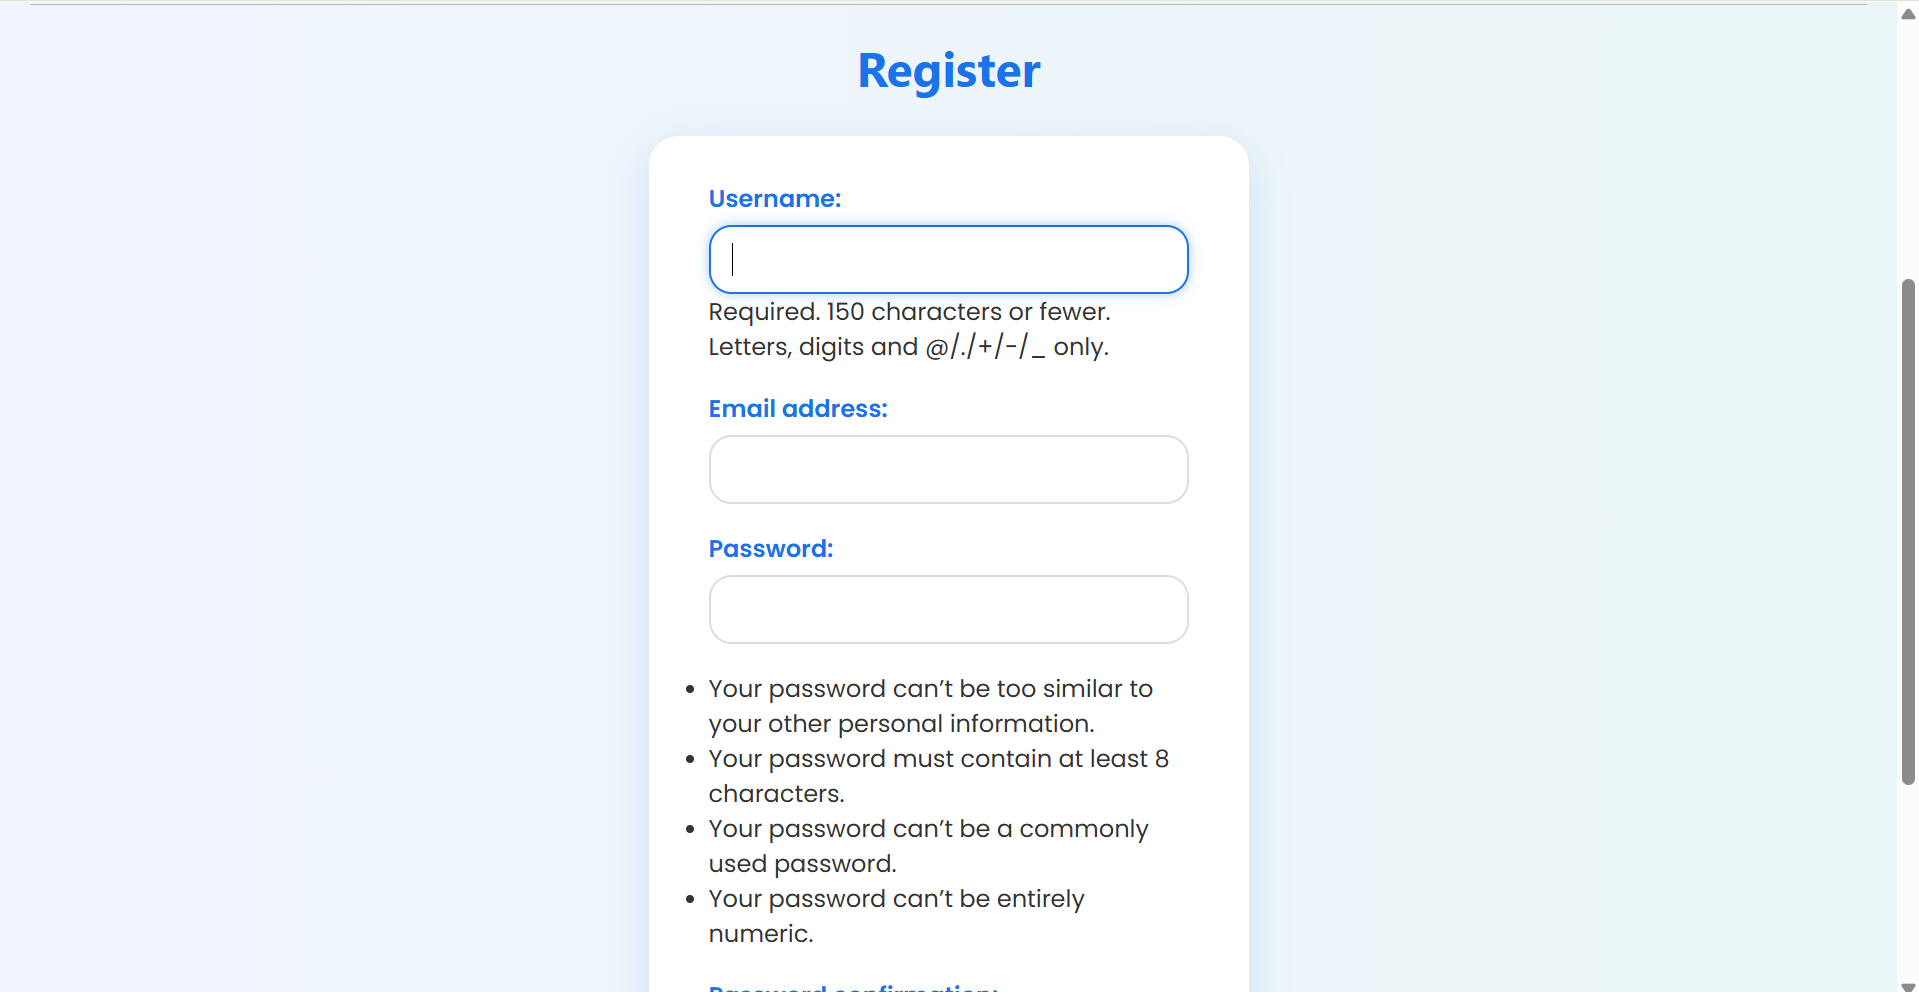 Register
Username:
Required. 150 characters or fewer.
Letters, digits and @/./+/-/_ only.
Email address:
Password:
• Your password can’t be too similar to
your other personal information.
• Your password must contain at least 8
characters.
• Your password can’t be a commonly
used password.
• Your password can’t be entirely
numeric.
Password confirmation: